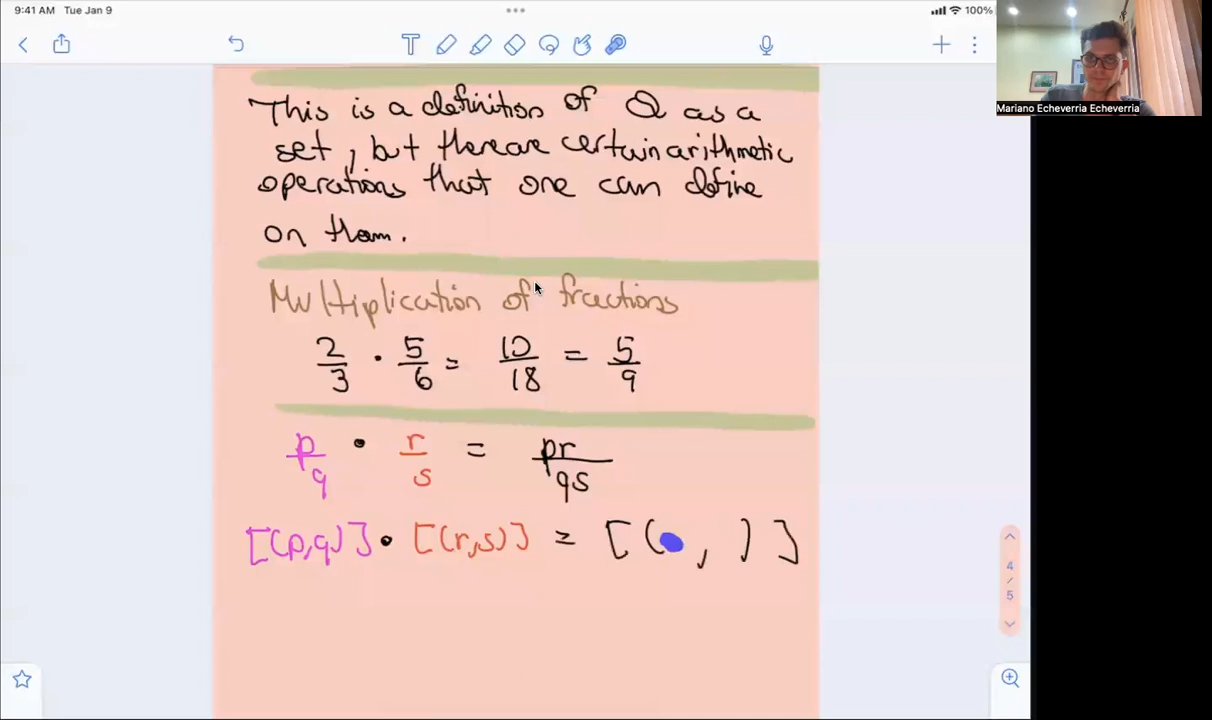 9:41 AM Tue Jan 9
100%
Mariano Echeverria Echeverria
This is a definition of Q as a
set, but there are certain arithmetic
operations that one can define
on them.
Multiplication of fractions
2/3 · 5/6 = 10/18 = 5/9
p/q · r/s = pr/qs
[(p,q)] · [(r,s)] = [( , )]
4
/
5